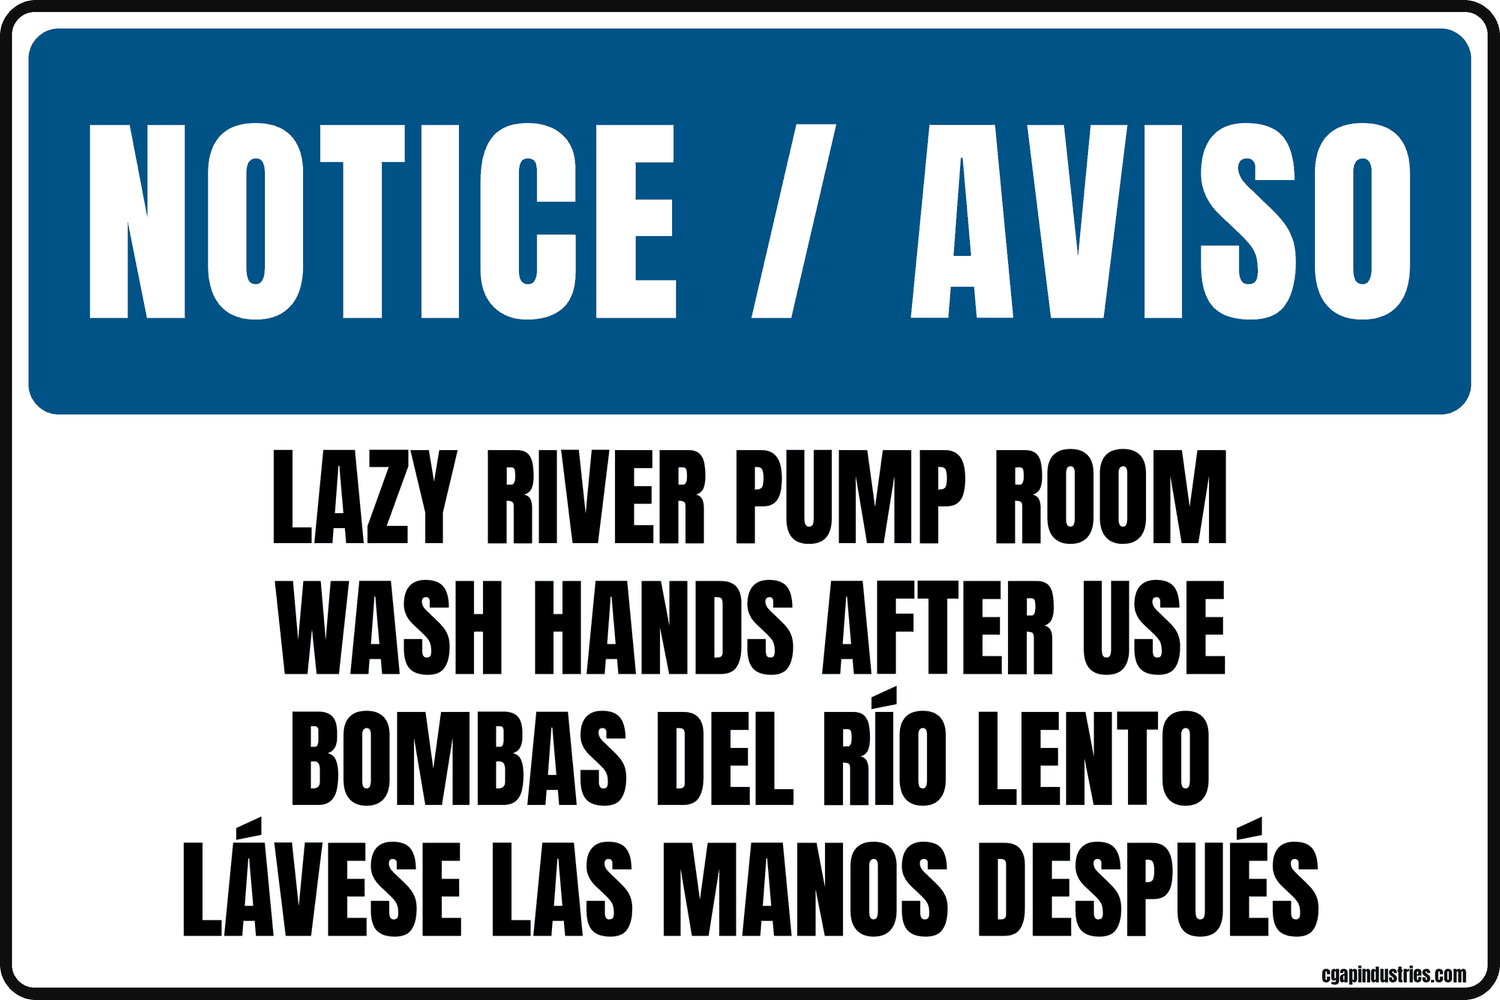 NOTICE / AVISO
LAZY RIVER PUMP ROOM
WASH HANDS AFTER USE
BOMBAS DEL RÍO LENTO
LÁVESE LAS MANOS DESPUÉS
cgapindustries.com